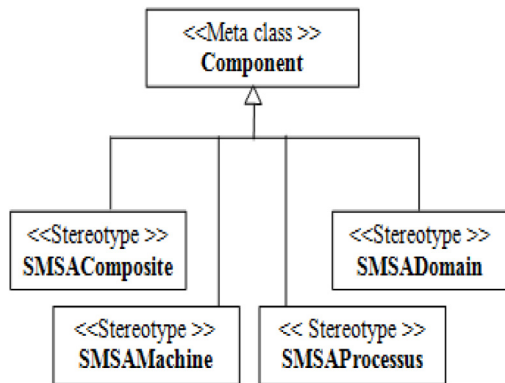 <<Meta class >>
Component
<<Stereotype >>
SMSAComposite
<<Stereotype >>
SMSADomain
<<Stereotype >>
SMSAMachine
<< Stereotype >>
SMSAProcessus